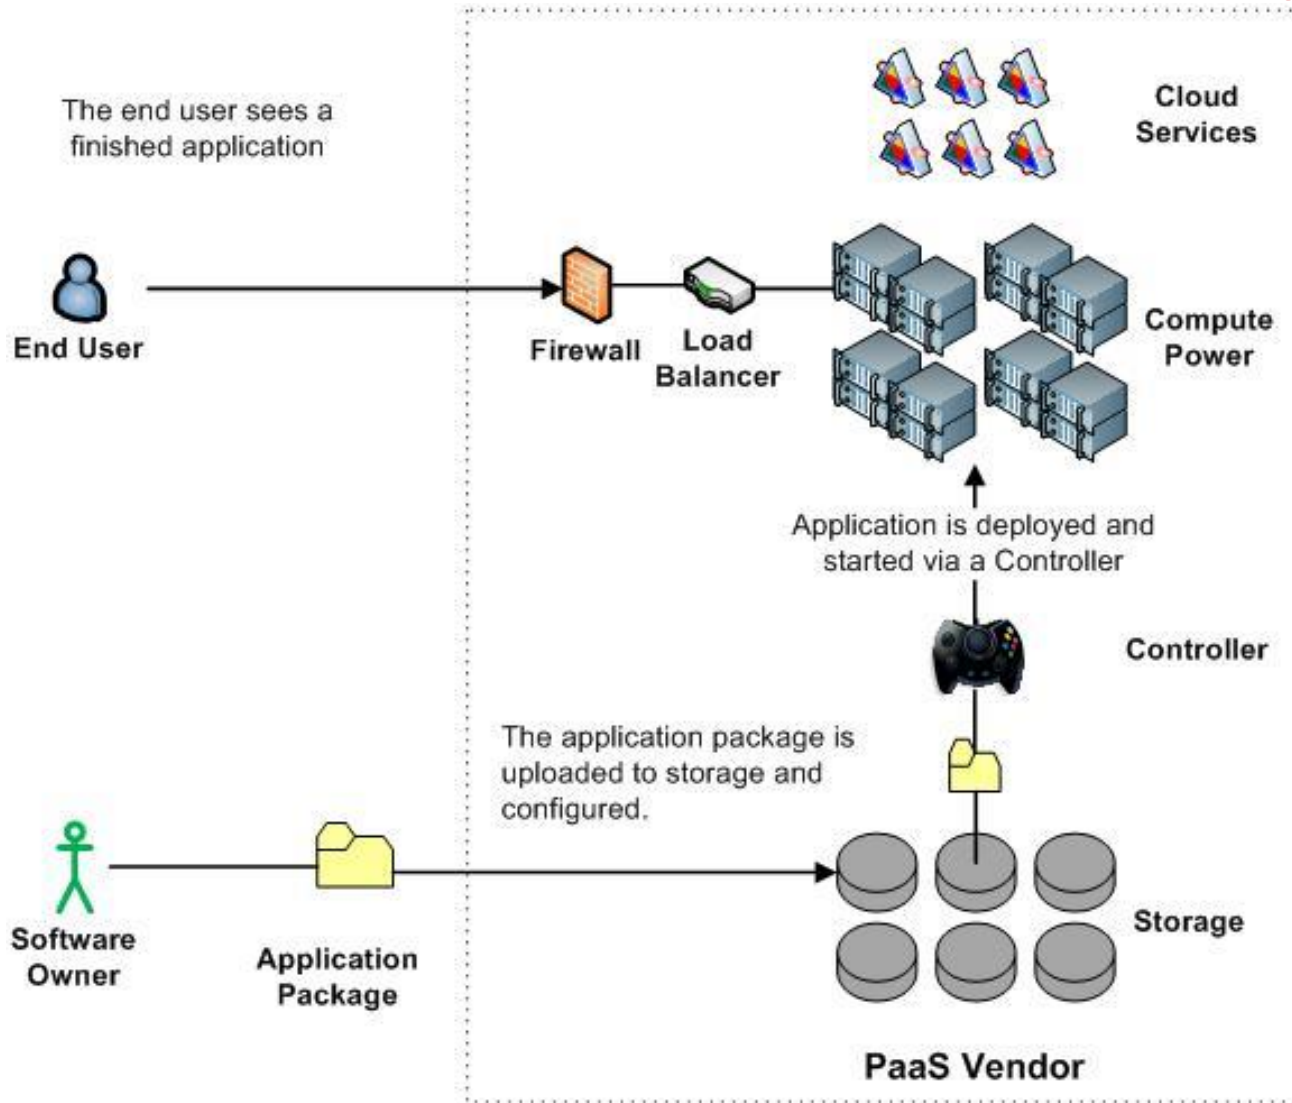 The end user sees a
finished application
Cloud
Services
End User
Firewall
Load
Balancer
Compute
Power
Application is deployed and
started via a Controller
Controller
The application package is
uploaded to storage and
configured.
Software
Owner
Application
Package
Storage
PaaS Vendor